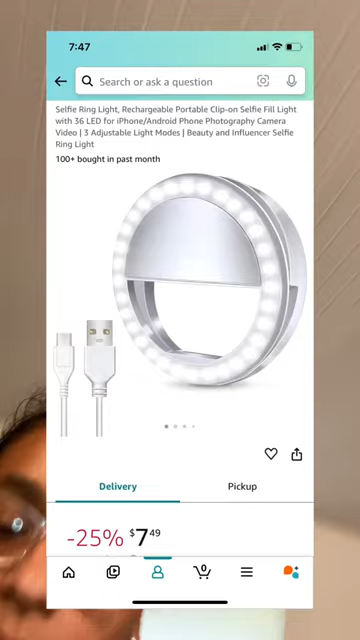 7:47
Search or ask a question
Selfie Ring Light, Rechargeable Portable Clip-on Selfie Fill Light
with 36 LED for iPhone/Android Phone Photography Camera
Video | 3 Adjustable Light Modes | Beauty and Influencer Selfie
Ring Light
100+ bought in past month
Delivery
Pickup
-25% $749
0